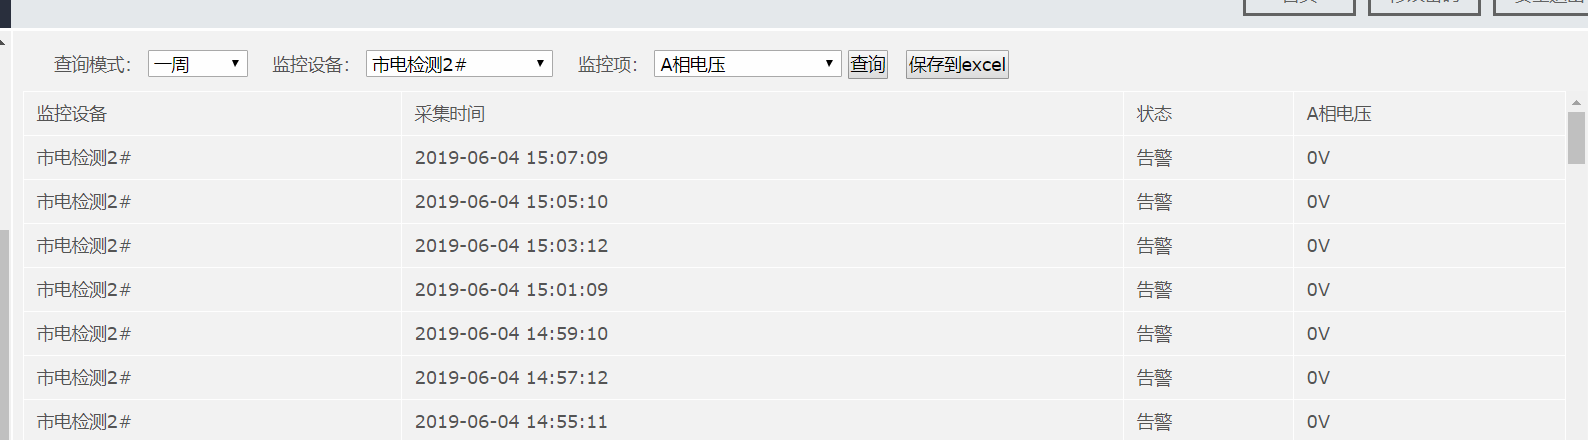 查询模式： 一周 监控设备： 市电检测2# 监控项： A相电压 查询 保存到excel
监控设备 采集时间 状态 A相电压
市电检测2# 2019-06-04 15:07:09 告警 0V
市电检测2# 2019-06-04 15:05:10 告警 0V
市电检测2# 2019-06-04 15:03:12 告警 0V
市电检测2# 2019-06-04 15:01:09 告警 0V
市电检测2# 2019-06-04 14:59:10 告警 0V
市电检测2# 2019-06-04 14:57:12 告警 0V
市电检测2# 2019-06-04 14:55:11 告警 0V